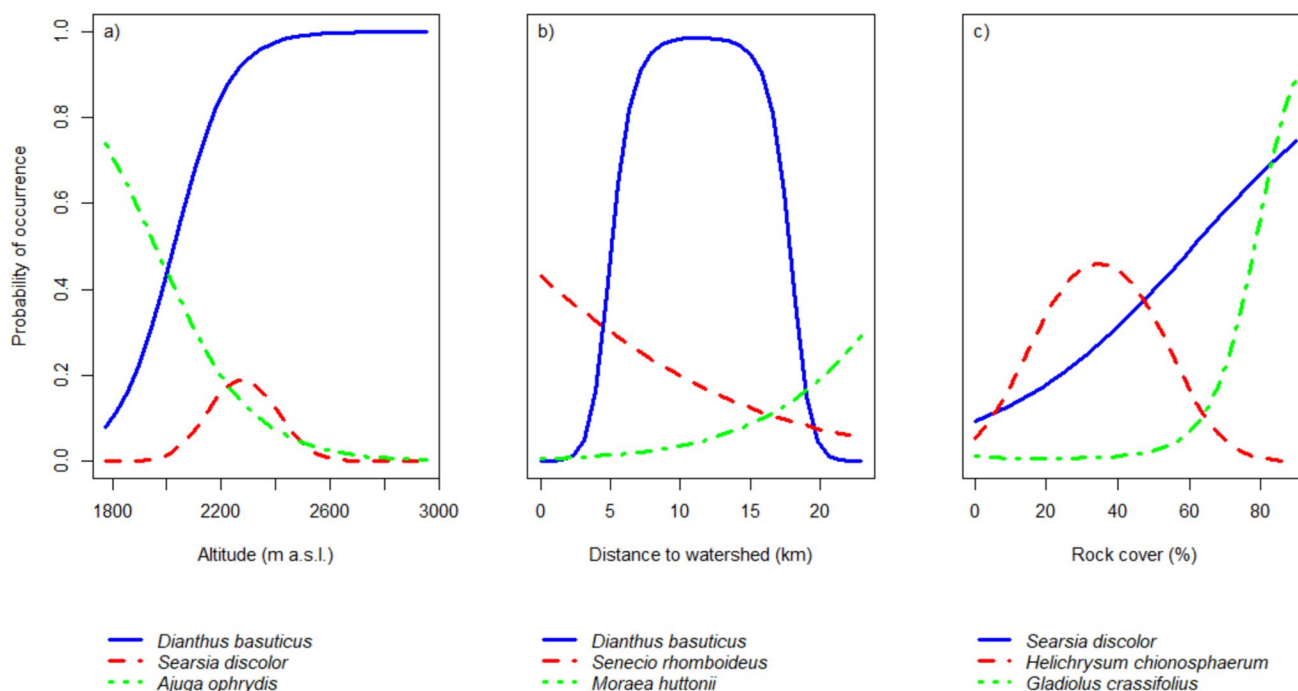 a)
b)
c)
Probability of occurrence
0.0 0.2 0.4 0.6 0.8 1.0
1800 2200 2600 3000
0 5 10 15 20
0 20 40 60 80
Altitude (m a.s.l.)
Distance to watershed (km)
Rock cover (%)
Dianthus basuticus
Searsia discolor
Ajuga ophrydis
Dianthus basuticus
Senecio rhomboideus
Moraea huttonii
Searsia discolor
Helichrysum chionosphaerum
Gladiolus crassifolius